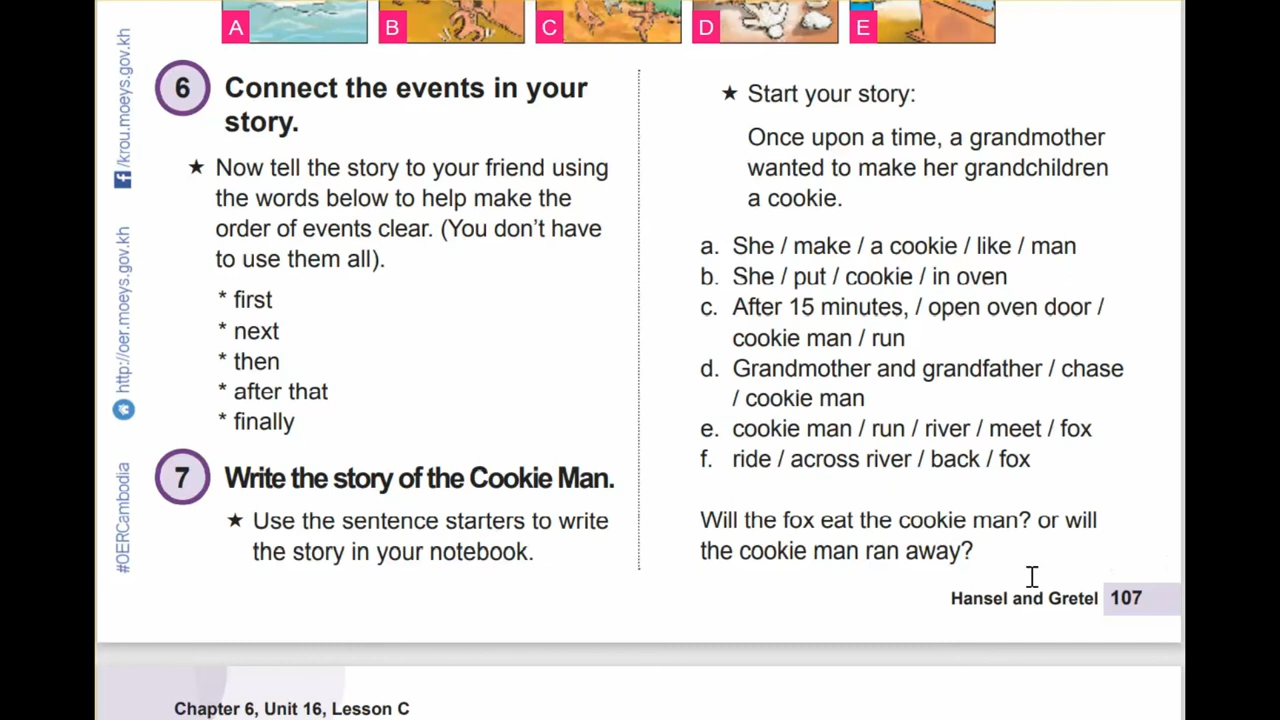 A
B
C
D
E
/krou.moeys.gov.kh
http://oer.moeys.gov.kh
#OERCambodia
6
Connect the events in your
story.
★ Now tell the story to your friend using
the words below to help make the
order of events clear. (You don't have
to use them all).
* first
* next
* then
* after that
* finally
7
Write the story of the Cookie Man.
★ Use the sentence starters to write
the story in your notebook.
★ Start your story:
Once upon a time, a grandmother
wanted to make her grandchildren
a cookie.
a. She / make / a cookie / like / man
b. She / put / cookie / in oven
c. After 15 minutes, / open oven door /
cookie man / run
d. Grandmother and grandfather / chase
/ cookie man
e. cookie man / run / river / meet / fox
f. ride / across river / back / fox
Will the fox eat the cookie man? or will
the cookie man ran away?
Hansel and Gretel 107
Chapter 6, Unit 16, Lesson C